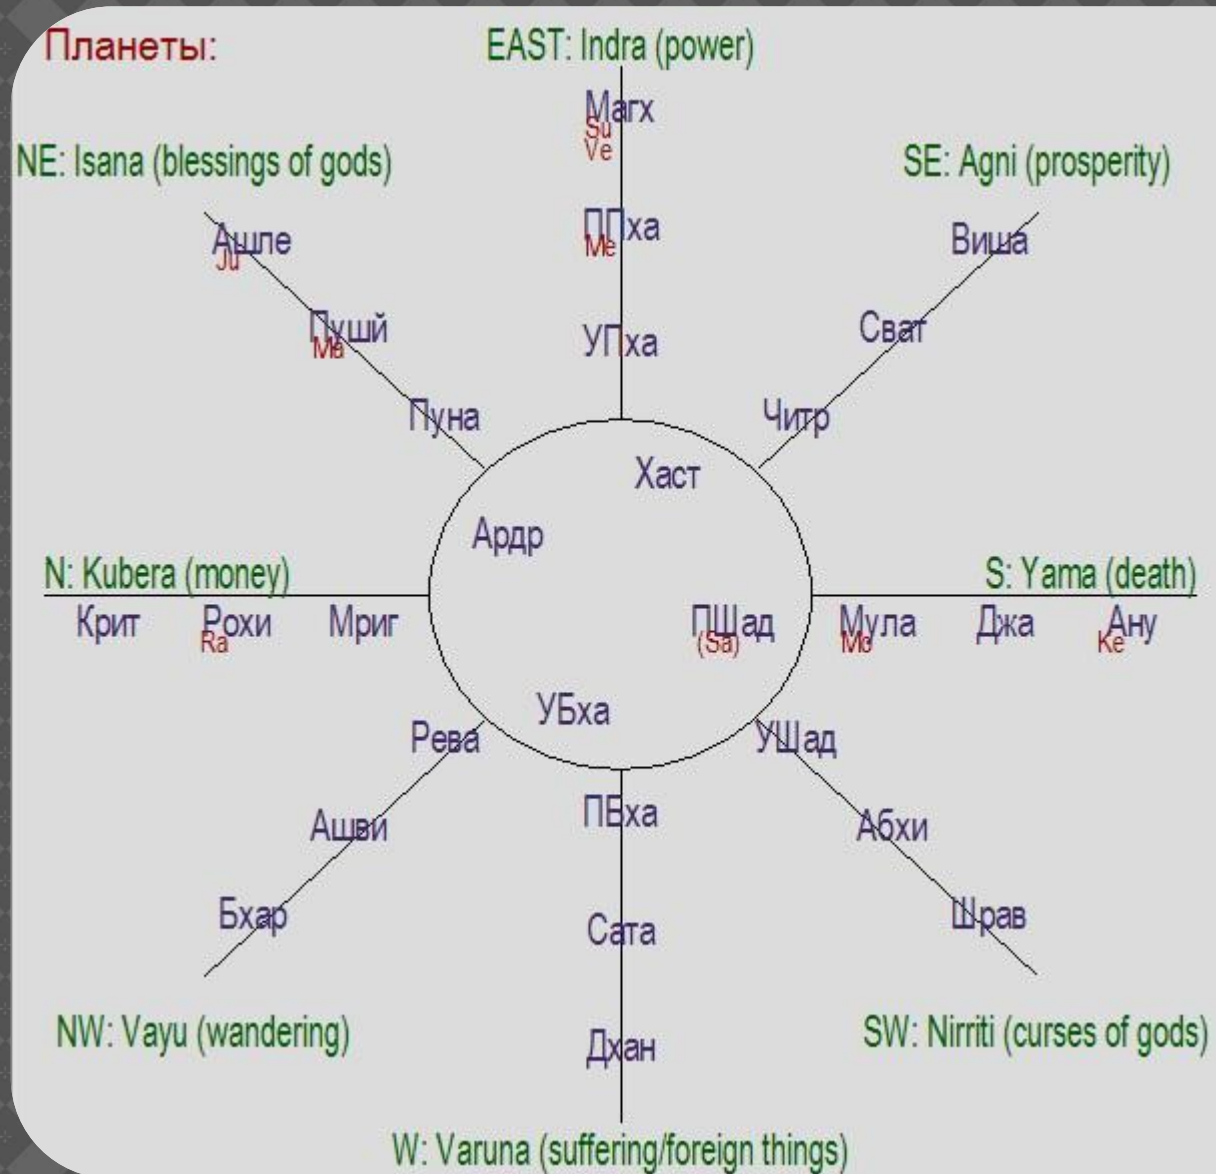 Планеты:
EAST: Indra (power)
Магх
Su
Ve
NE: Isana (blessings of gods)
SE: Agni (prosperity)
Ашле
Ju
ППха
Me
Виша
Пушй
Ma
УПха
Сват
Пуна
Читр
Хаст
Ардр
N: Kubera (money)
S: Yama (death)
Крит Рохи Мриг ПШад Мула Джа Ану
Ra (Sa) Mo Ke
УБха
Рева
УШад
Ашви
ПБха
Абхи
Бхар
Сата
Шрав
NW: Vayu (wandering)
Дхан
SW: Nirriti (curses of gods)
W: Varuna (suffering/foreign things)